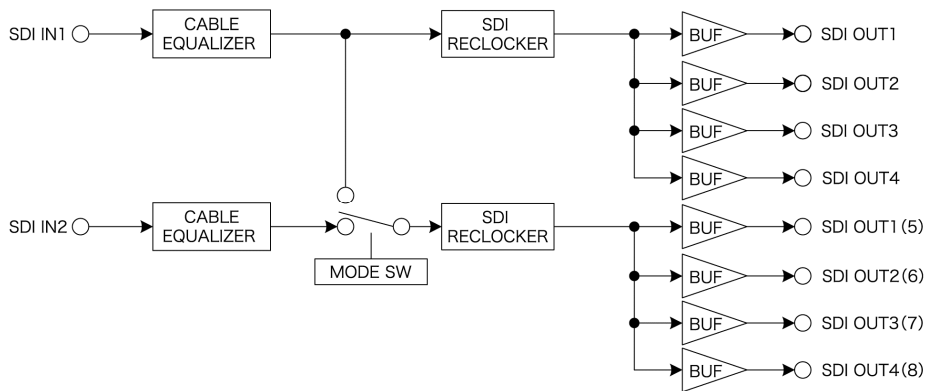 SDI IN1
CABLE
EQUALIZER
SDI
RECLOCKER
BUF
SDI OUT1
BUF
SDI OUT2
BUF
SDI OUT3
BUF
SDI OUT4
SDI IN2
CABLE
EQUALIZER
MODE SW
SDI
RECLOCKER
BUF
SDI OUT1(5)
BUF
SDI OUT2(6)
BUF
SDI OUT3(7)
BUF
SDI OUT4(8)